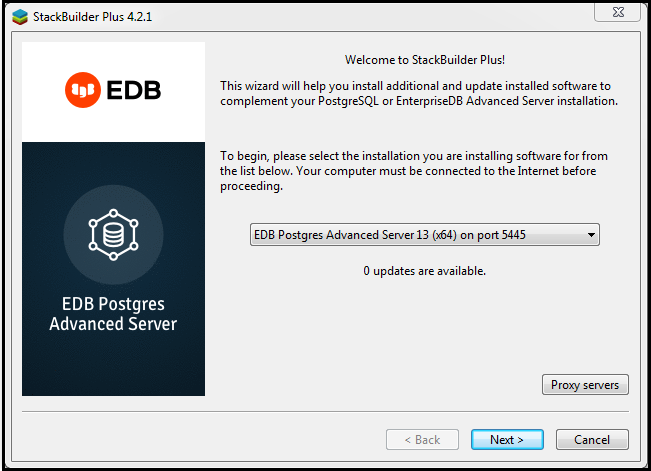 StackBuilder Plus 4.2.1
EDB
EDB Postgres
Advanced Server
Welcome to StackBuilder Plus!
This wizard will help you install additional and update installed software to
complement your PostgreSQL or EnterpriseDB Advanced Server installation.
To begin, please select the installation you are installing software for from
the list below. Your computer must be connected to the Internet before
proceeding.
EDB Postgres Advanced Server 13 (x64) on port 5445
0 updates are available.
Proxy servers
< Back
Next >
Cancel